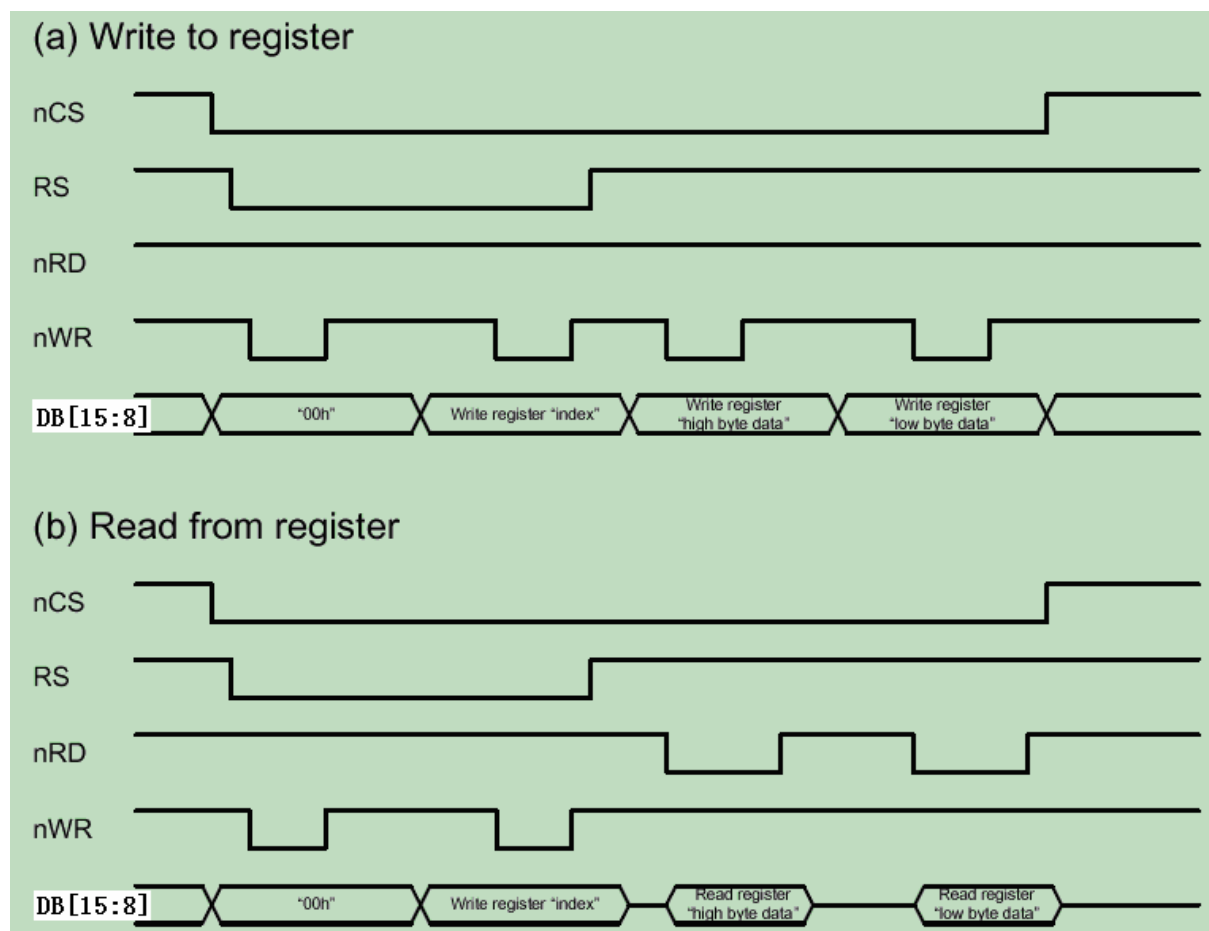 (a) Write to register
nCS
RS
nRD
nWR
DB[15:8]
“00h”
Write register “index”
Write register
“high byte data”
Write register
“low byte data”
(b) Read from register
nCS
RS
nRD
nWR
DB[15:8]
“00h”
Write register “index”
Read register
“high byte data”
Read register
“low byte data”